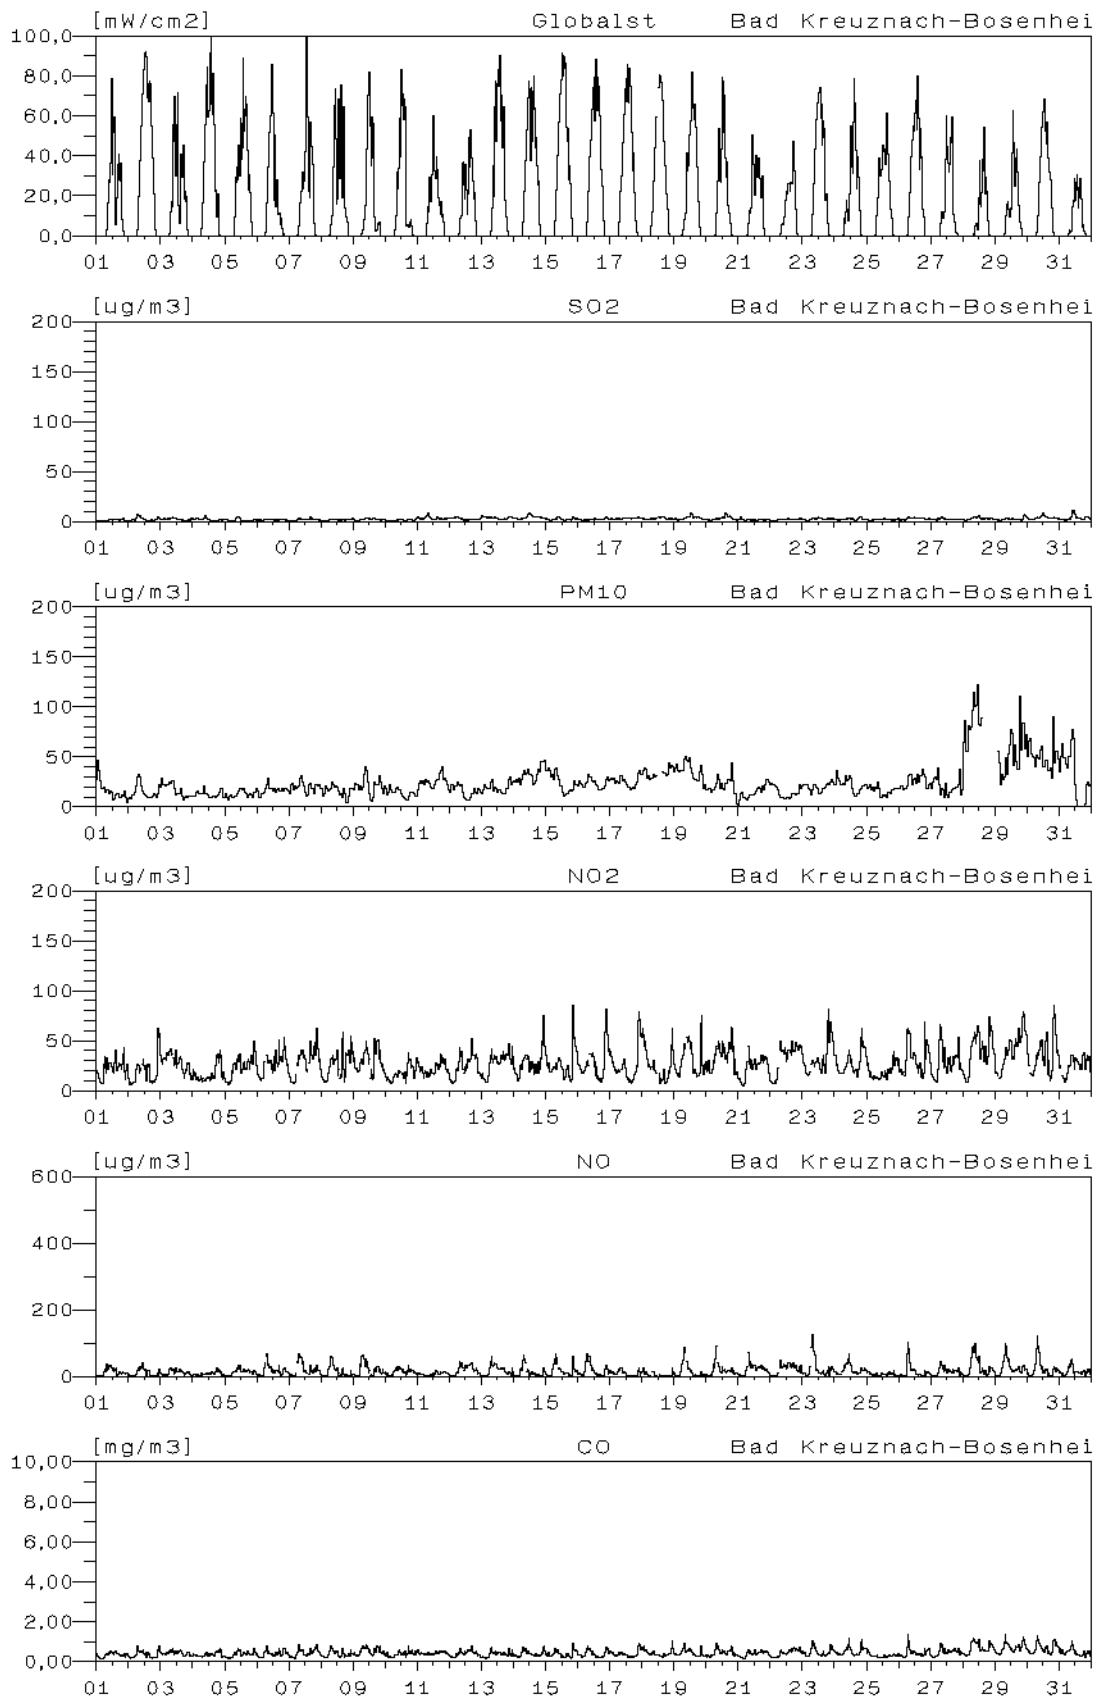 [mW/cm2] Globalst Bad Kreuznach-Bosenhei
100,0
80,0
60,0
40,0
20,0
0,0
01 03 05 07 09 11 13 15 17 19 21 23 25 27 29 31
[ug/m3] SO2 Bad Kreuznach-Bosenhei
200
150
100
50
0
01 03 05 07 09 11 13 15 17 19 21 23 25 27 29 31
[ug/m3] PM10 Bad Kreuznach-Bosenhei
200
150
100
50
0
01 03 05 07 09 11 13 15 17 19 21 23 25 27 29 31
[ug/m3] NO2 Bad Kreuznach-Bosenhei
200
150
100
50
0
01 03 05 07 09 11 13 15 17 19 21 23 25 27 29 31
[ug/m3] NO Bad Kreuznach-Bosenhei
600
400
200
0
01 03 05 07 09 11 13 15 17 19 21 23 25 27 29 31
[mg/m3] CO Bad Kreuznach-Bosenhei
10,00
8,00
6,00
4,00
2,00
0,00
01 03 05 07 09 11 13 15 17 19 21 23 25 27 29 31